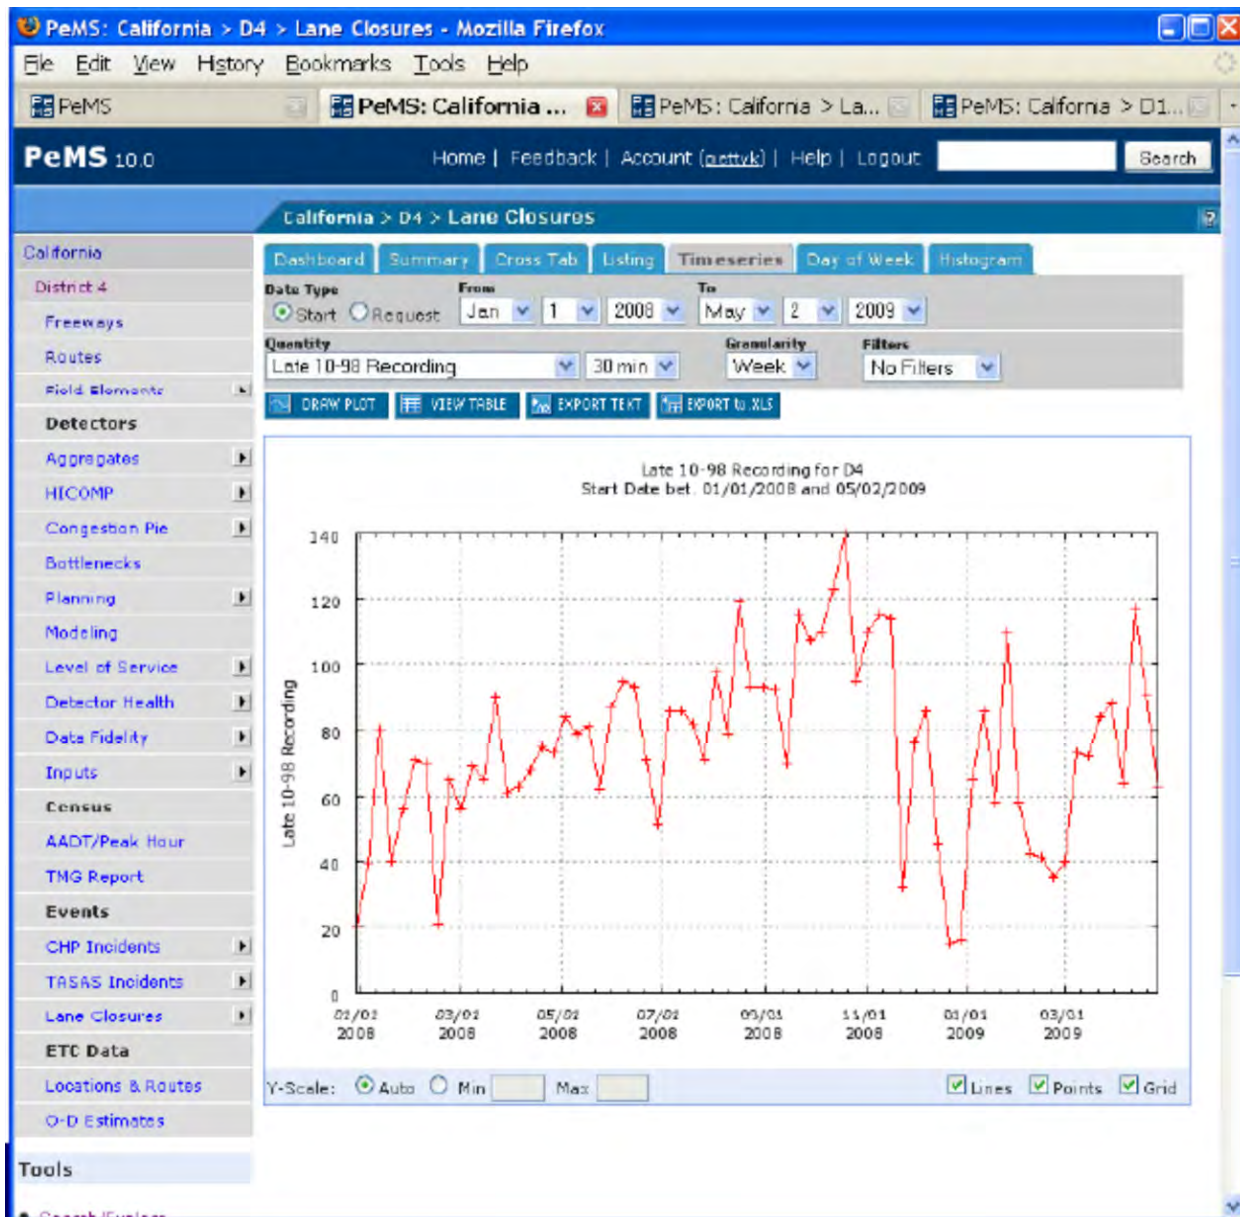 PeMS: California > D4 > Lane Closures - Mozilla Firefox
File Edit View History Bookmarks Tools Help
PeMS
PeMS: California ...
PeMS: California > La...
PeMS: California > D1...
PeMS 10.0
Home | Feedback | Account (pettyk) | Help | Logout
Search
California > D4 > Lane Closures
?
Dashboard Summary Cross Tab Listing Timeseries Day of Week Histogram
Date Type From To
Start Request Jan 1 2008 May 2 2009
Quantity Granularity Filters
Late 10-98 Recording 30 min Week No Filters
DRAW PLOT VIEW TABLE EXPORT TEXT EXPORT to .XLS
California
District 4
Freeways
Routes
Field Elements
Detectors
Aggregates
HICOMP
Congestion Pie
Bottlenecks
Planning
Modeling
Level of Service
Detector Health
Data Fidelity
Inputs
Census
AADT/Peak Hour
TMG Report
Events
CHP Incidents
TASAS Incidents
Lane Closures
ETC Data
Locations & Routes
O-D Estimates
Tools
Search/Explore
Late 10-98 Recording for D4
Start Date bet. 01/01/2008 and 05/02/2009
Late 10-98 Recording
140
120
100
80
60
40
20
0
01/01 03/01 05/01 07/01 09/01 11/01 01/01 03/01
2008 2008 2008 2008 2008 2008 2009 2009
Y-Scale: Auto Min Max Lines Points Grid